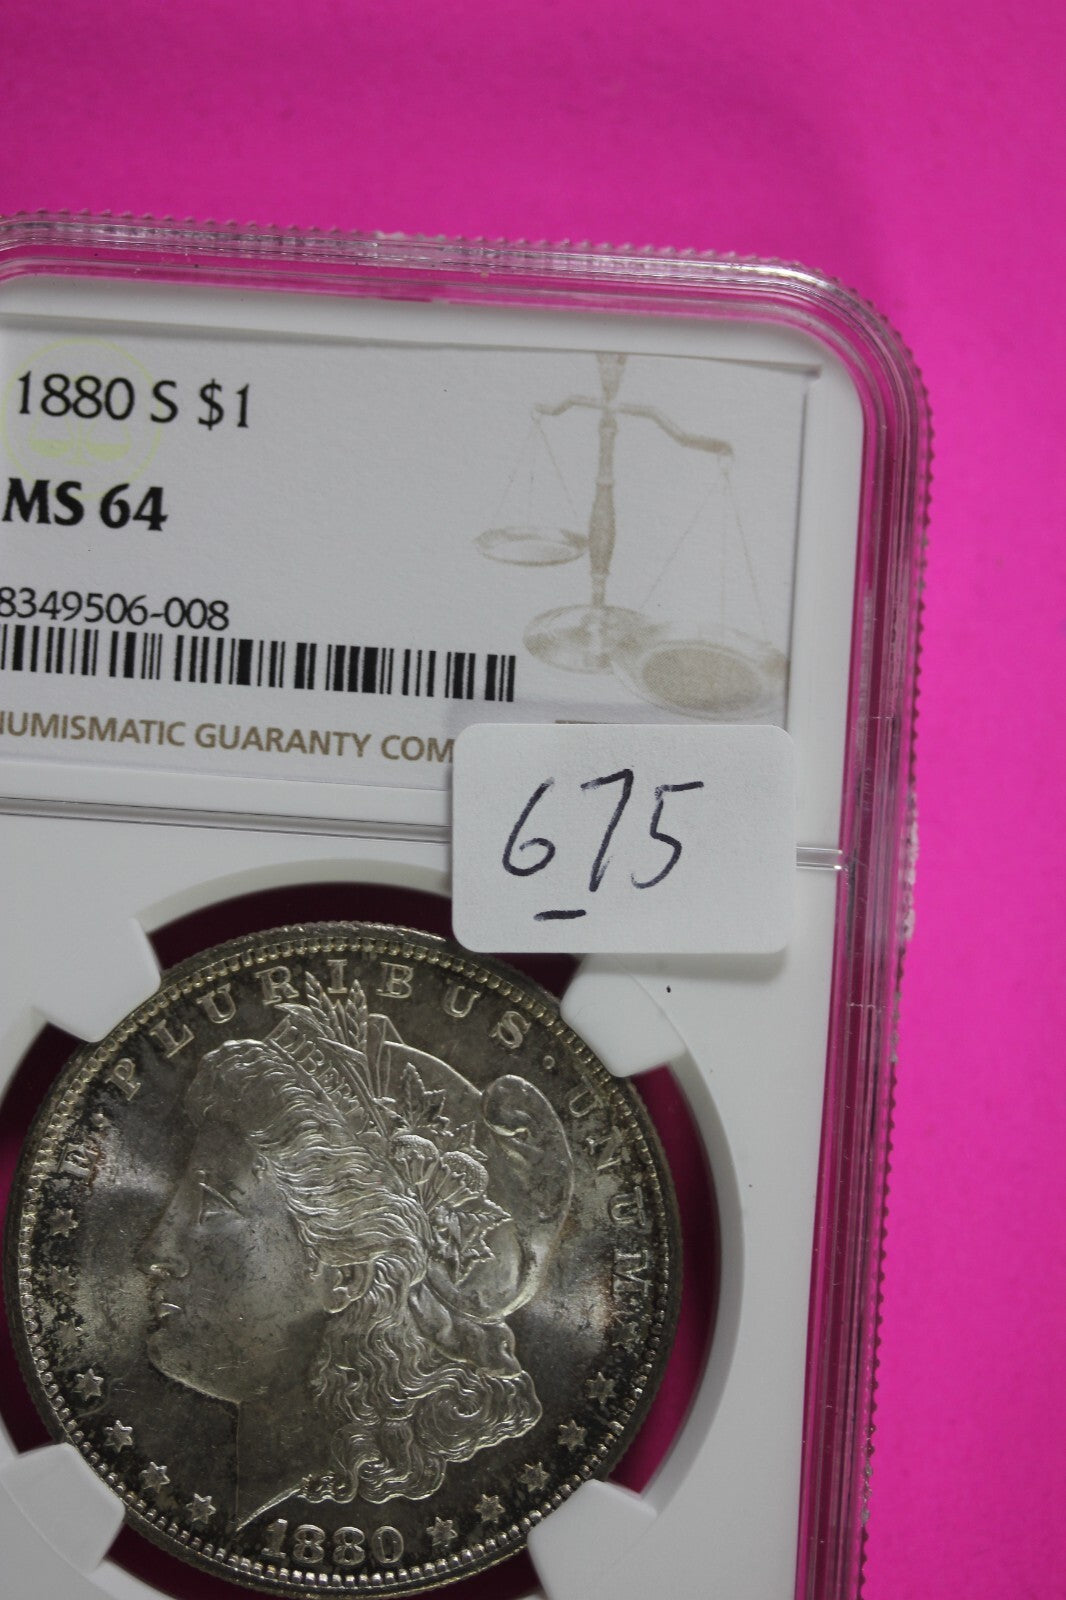 1880 S $1
MS 64
8349506-008
NUMISMATIC GUARANTY COM
675
E·PLURIBUS·UNUM
LIBERTY
1880